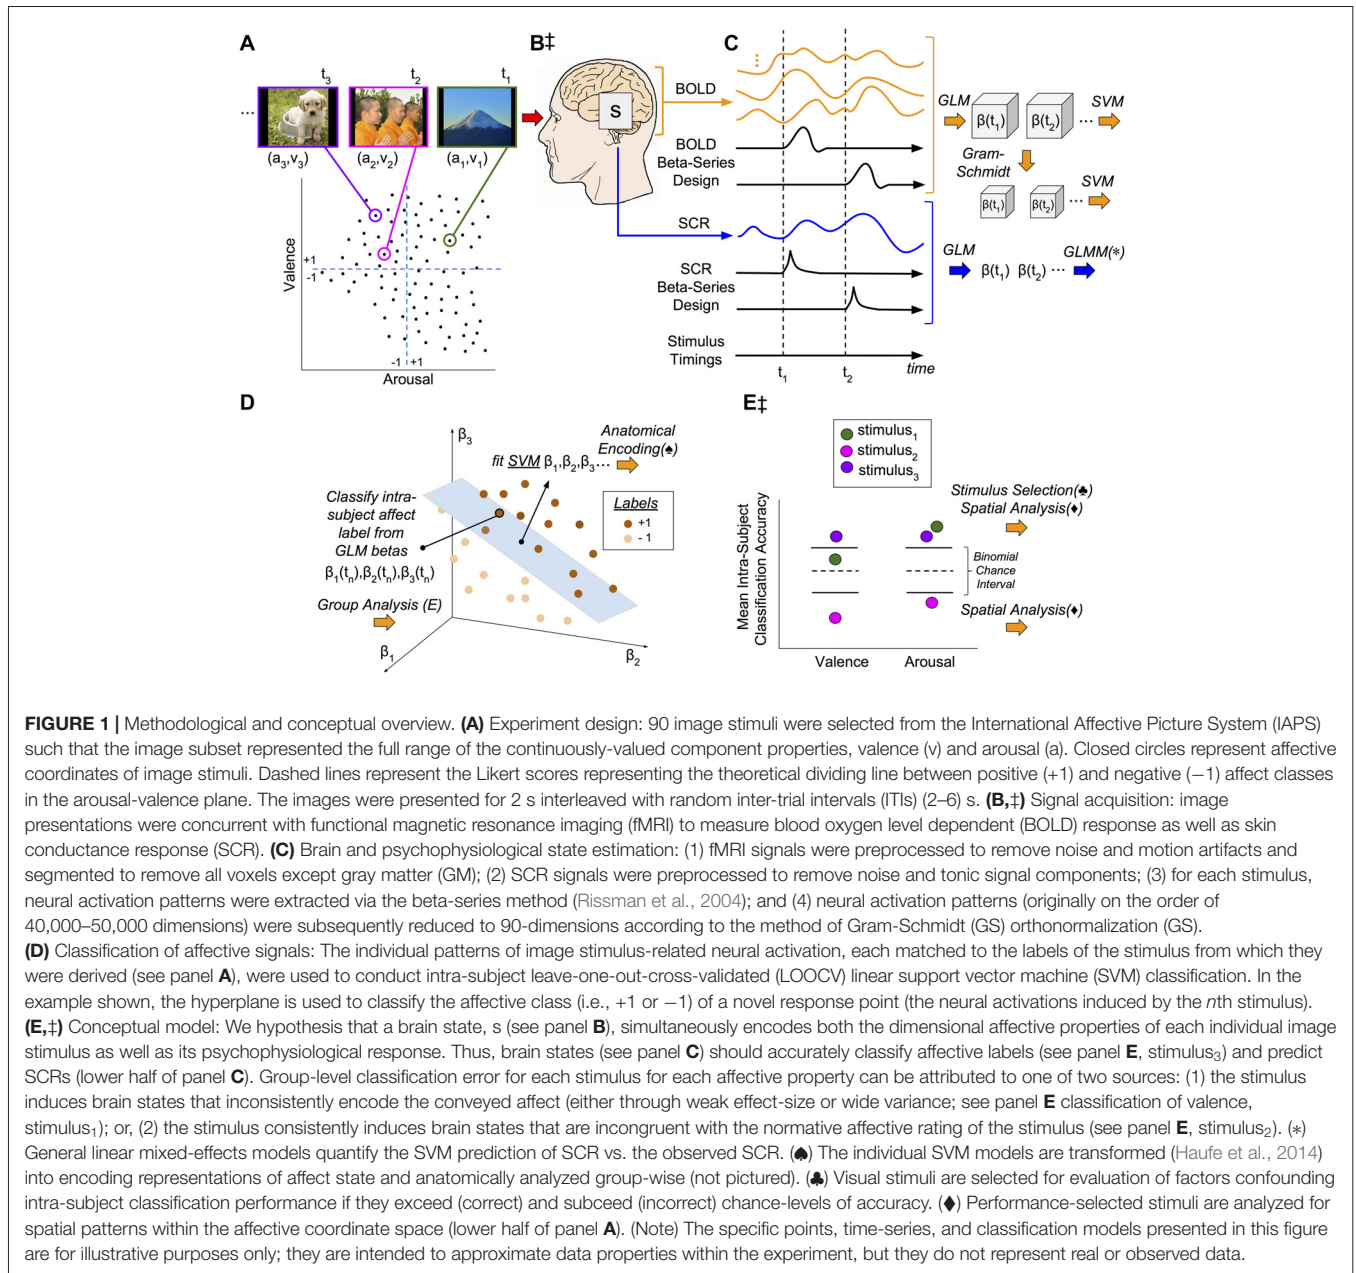 A
B‡
C
t3
t2
t1
...
(a3,v3)
(a2,v2)
(a1,v1)
Valence
+1
-1
-1
+1
Arousal
S
BOLD
BOLD
Beta-Series
Design
SCR
SCR
Beta-Series
Design
Stimulus
Timings
t1
t2
time
GLM
β(t1)
β(t2)
...
SVM
Gram-
Schmidt
β(t1)
β(t2)
...
SVM
GLM
β(t1) β(t2) ...
GLMM(*)
D
β3
fit SVM β1,β2,β3...
Anatomical
Encoding(♠)
Classify intra-
subject affect
label from
GLM betas
β1(tn),β2(tn),β3(tn)
Group Analysis (E)
Labels
+1
- 1
β1
β2
E‡
stimulus1
stimulus2
stimulus3
Mean Intra-Subject
Classification Accuracy
Stimulus Selection(♣)
Spatial Analysis(♦)
Binomial
Chance
Interval
Spatial Analysis(♦)
Valence
Arousal
FIGURE 1 | Methodological and conceptual overview. (A) Experiment design: 90 image stimuli were selected from the International Affective Picture System (IAPS)
such that the image subset represented the full range of the continuously-valued component properties, valence (v) and arousal (a). Closed circles represent affective
coordinates of image stimuli. Dashed lines represent the Likert scores representing the theoretical dividing line between positive (+1) and negative (−1) affect classes
in the arousal-valence plane. The images were presented for 2 s interleaved with random inter-trial intervals (ITIs) (2–6) s. (B,‡) Signal acquisition: image
presentations were concurrent with functional magnetic resonance imaging (fMRI) to measure blood oxygen level dependent (BOLD) response as well as skin
conductance response (SCR). (C) Brain and psychophysiological state estimation: (1) fMRI signals were preprocessed to remove noise and motion artifacts and
segmented to remove all voxels except gray matter (GM); (2) SCR signals were preprocessed to remove noise and tonic signal components; (3) for each stimulus,
neural activation patterns were extracted via the beta-series method (Rissman et al., 2004); and (4) neural activation patterns (originally on the order of
40,000–50,000 dimensions) were subsequently reduced to 90-dimensions according to the method of Gram-Schmidt (GS) orthonormalization (GS).
(D) Classification of affective signals: The individual patterns of image stimulus-related neural activation, each matched to the labels of the stimulus from which they
were derived (see panel A), were used to conduct intra-subject leave-one-out-cross-validated (LOOCV) linear support vector machine (SVM) classification. In the
example shown, the hyperplane is used to classify the affective class (i.e., +1 or −1) of a novel response point (the neural activations induced by the nth stimulus).
(E,‡) Conceptual model: We hypothesis that a brain state, s (see panel B), simultaneously encodes both the dimensional affective properties of each individual image
stimulus as well as its psychophysiological response. Thus, brain states (see panel C) should accurately classify affective labels (see panel E, stimulus3) and predict
SCRs (lower half of panel C). Group-level classification error for each stimulus for each affective property can be attributed to one of two sources: (1) the stimulus
induces brain states that inconsistently encode the conveyed affect (either through weak effect-size or wide variance; see panel E classification of valence,
stimulus1); or, (2) the stimulus consistently induces brain states that are incongruent with the normative affective rating of the stimulus (see panel E, stimulus2). (*)
General linear mixed-effects models quantify the SVM prediction of SCR vs. the observed SCR. (♠) The individual SVM models are transformed (Haufe et al., 2014)
into encoding representations of affect state and anatomically analyzed group-wise (not pictured). (♣) Visual stimuli are selected for evaluation of factors confounding
intra-subject classification performance if they exceed (correct) and subceed (incorrect) chance-levels of accuracy. (♦) Performance-selected stimuli are analyzed for
spatial patterns within the affective coordinate space (lower half of panel A). (Note) The specific points, time-series, and classification models presented in this figure
are for illustrative purposes only; they are intended to approximate data properties within the experiment, but they do not represent real or observed data.